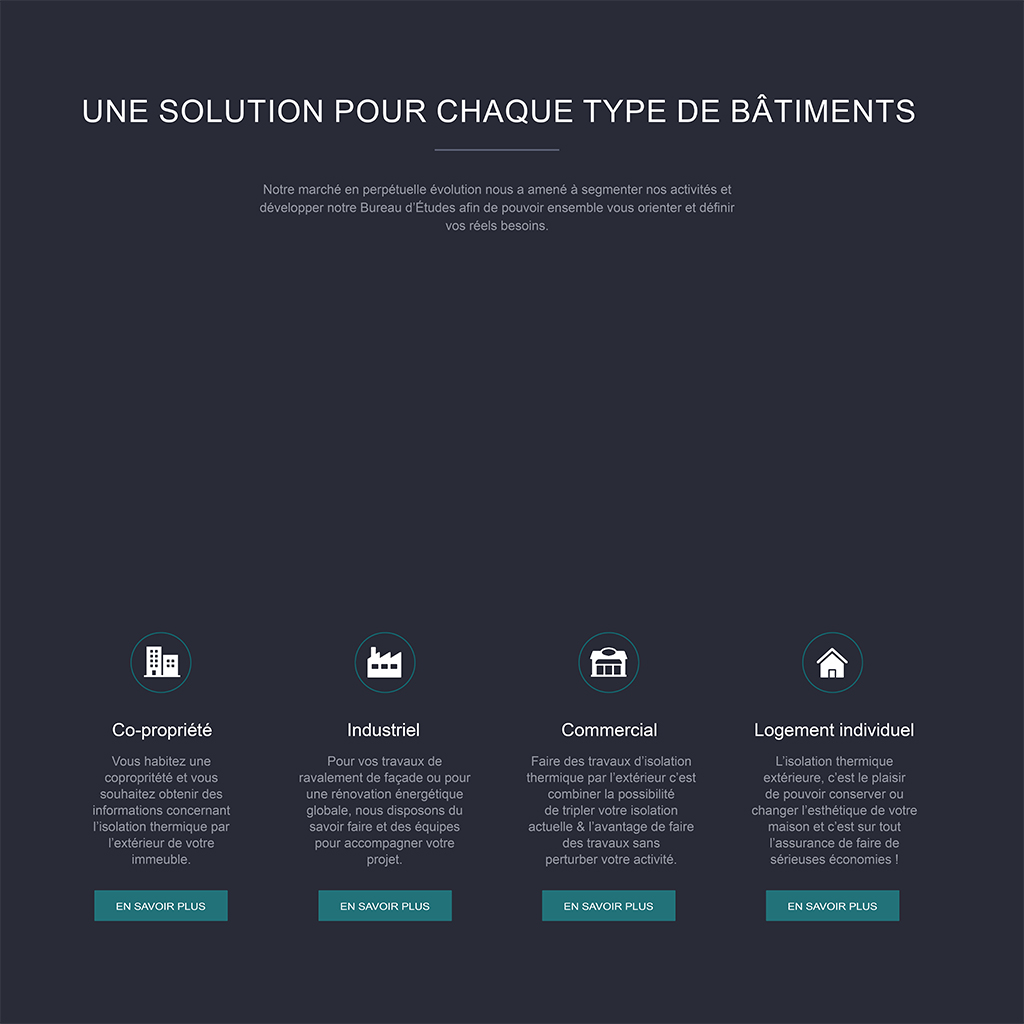 UNE SOLUTION POUR CHAQUE TYPE DE BÂTIMENTS
Notre marché en perpétuelle évolution nous a amené à segmenter nos activités et
développer notre Bureau d’Études afin de pouvoir ensemble vous orienter et définir
vos réels besoins.
Co-propriété
Vous habitez une
copropritété et vous
souhaitez obtenir des
informations concernant
l’isolation thermique par
l’extérieur de votre
immeuble.
EN SAVOIR PLUS
Industriel
Pour vos travaux de
ravalement de façade ou pour
une rénovation énergétique
globale, nous disposons du
savoir faire et des équipes
pour accompagner votre
projet.
EN SAVOIR PLUS
Commercial
Faire des travaux d’isolation
thermique par l’extérieur c’est
combiner la possibilité
de tripler votre isolation
actuelle & l’avantage de faire
des travaux sans
perturber votre activité.
EN SAVOIR PLUS
Logement individuel
L’isolation thermique
extérieure, c’est le plaisir
de pouvoir conserver ou
changer l’esthétique de votre
maison et c’est sur tout
l’assurance de faire de
sérieuses économies !
EN SAVOIR PLUS